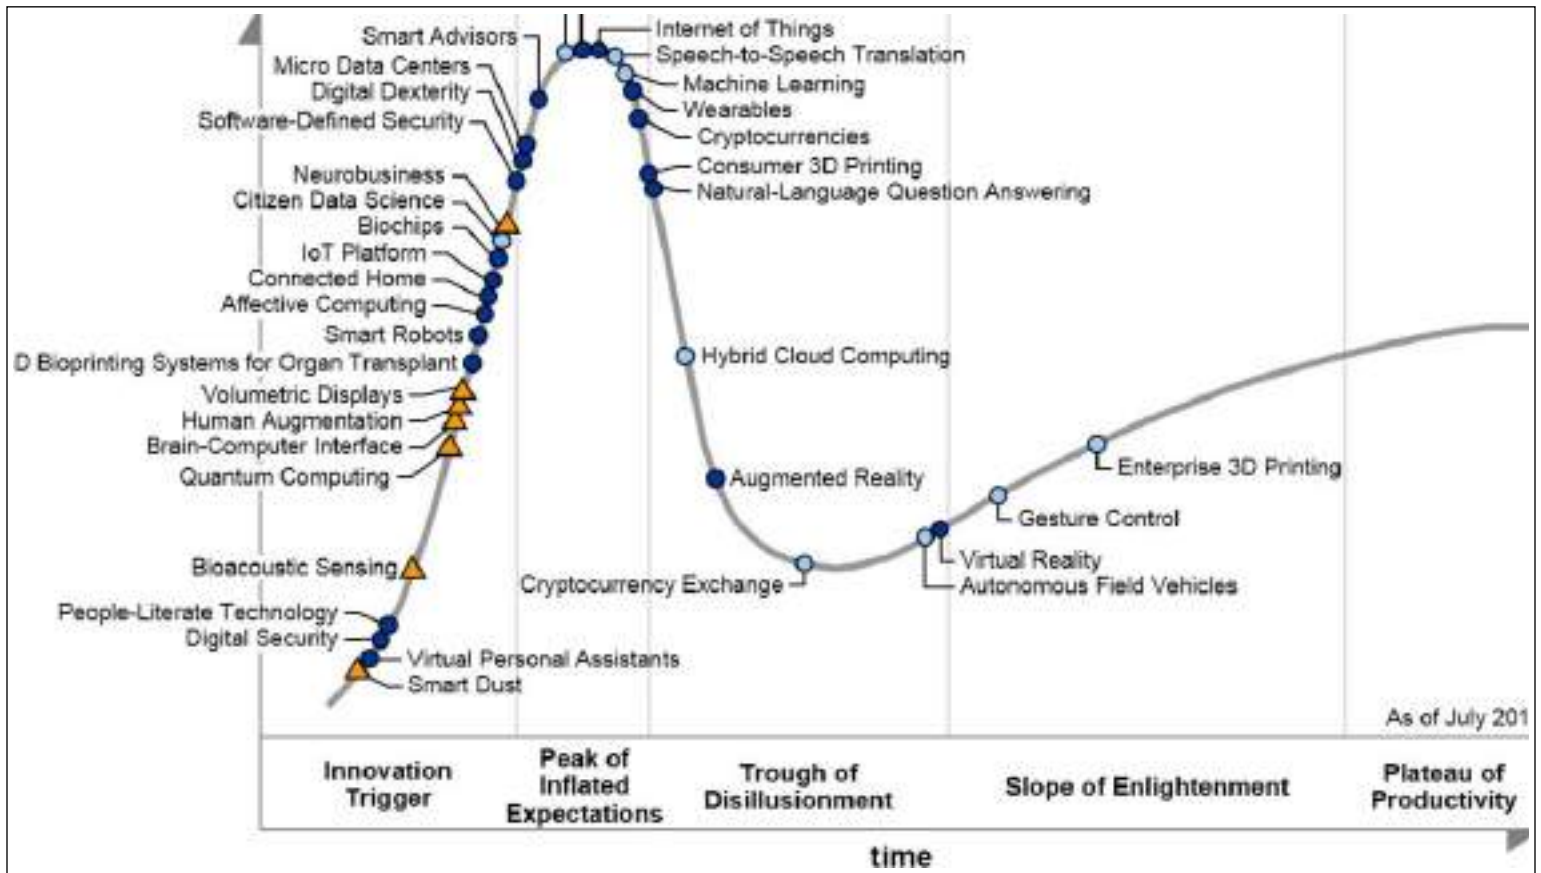 Smart Advisors
Micro Data Centers
Digital Dexterity
Software-Defined Security
Neurobusiness
Citizen Data Science
Biochips
IoT Platform
Connected Home
Affective Computing
Smart Robots
D Bioprinting Systems for Organ Transplant
Volumetric Displays
Human Augmentation
Brain-Computer Interface
Quantum Computing
Bioacoustic Sensing
People-Literate Technology
Digital Security
Virtual Personal Assistants
Smart Dust
Internet of Things
Speech-to-Speech Translation
Machine Learning
Wearables
Cryptocurrencies
Consumer 3D Printing
Natural-Language Question Answering
Hybrid Cloud Computing
Augmented Reality
Cryptocurrency Exchange
Enterprise 3D Printing
Gesture Control
Virtual Reality
Autonomous Field Vehicles
As of July 201
Innovation
Trigger
Peak of
Inflated
Expectations
Trough of
Disillusionment
Slope of Enlightenment
Plateau of
Productivity
time